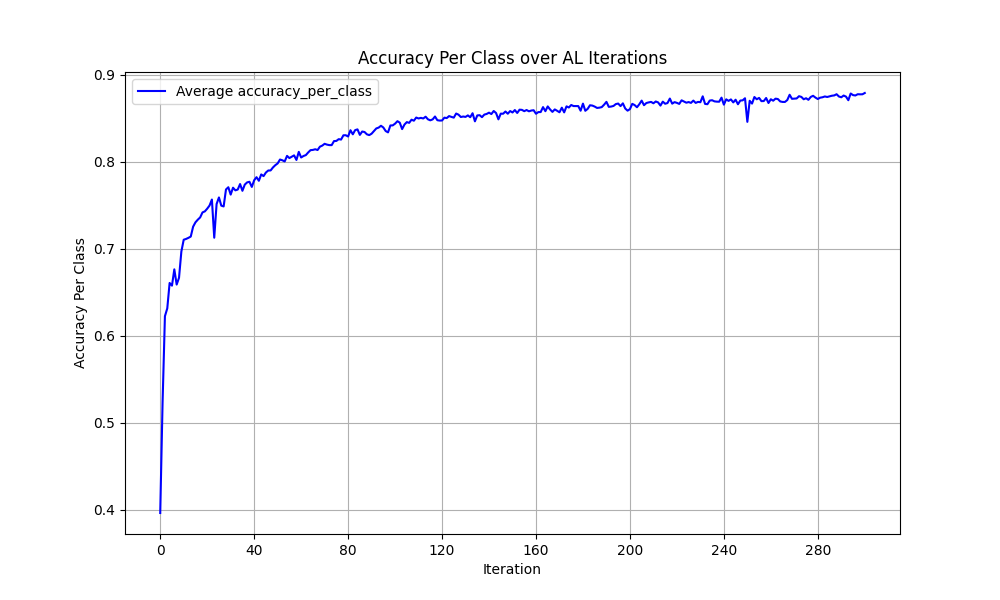 Accuracy Per Class over AL Iterations
Average accuracy_per_class
Accuracy Per Class
0.9
0.8
0.7
0.6
0.5
0.4
0 40 80 120 160 200 240 280
Iteration